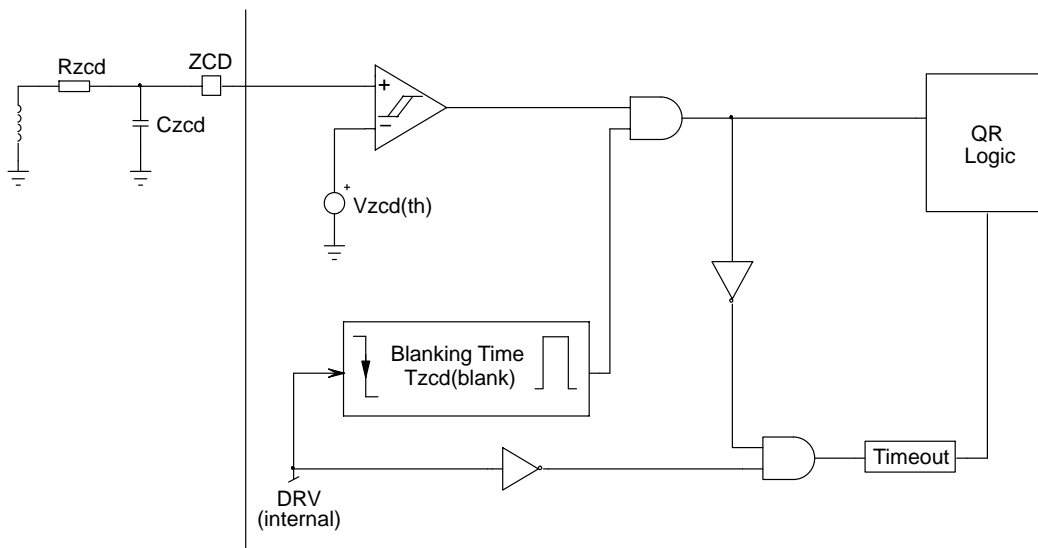 Rzcd
ZCD
Czcd
+
−
+
Vzcd(th)
QR
Logic
Blanking Time
Tzcd(blank)
Timeout
DRV
(internal)